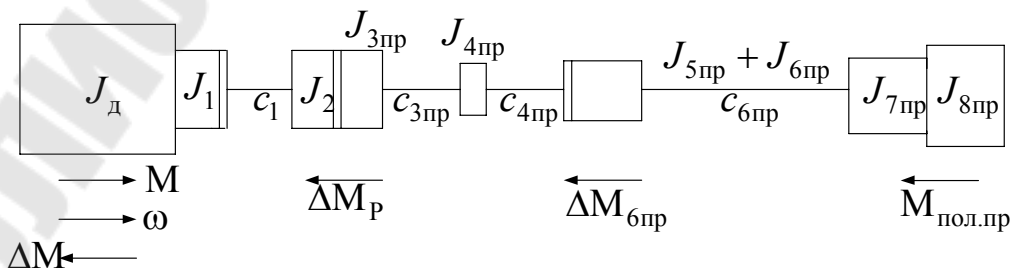 J3пр J4пр J5пр + J6пр
Jд J1 J2 J7пр J8пр
c1 c3пр c4пр c6пр
M ΔMР ΔM6пр Mпол.пр
ω
ΔM